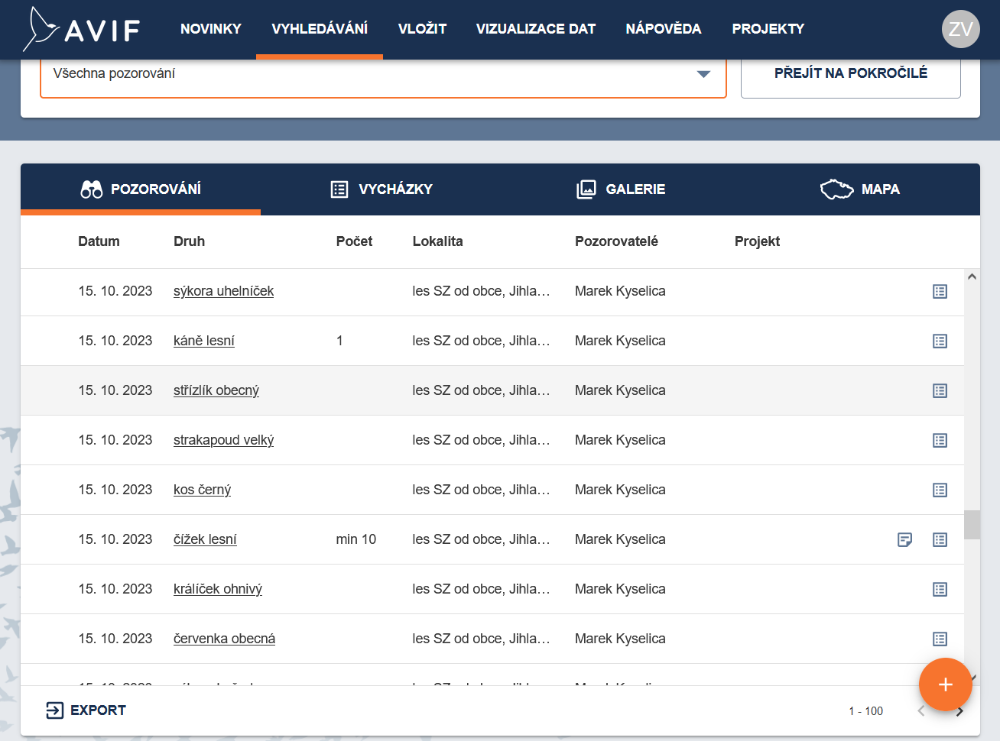 AVIF NOVINKY VYHLEDÁVÁNÍ VLOŽIT VIZUALIZACE DAT NÁPOVĚDA PROJEKTY ZV
Všechna pozorování PŘEJÍT NA POKROČILÉ
POZOROVÁNÍ VYCHÁZKY GALERIE MAPA
Datum Druh Počet Lokalita Pozorovatelé Projekt
15. 10. 2023 sýkora uhelníček les SZ od obce, Jihla… Marek Kyselica
15. 10. 2023 káně lesní 1 les SZ od obce, Jihla… Marek Kyselica
15. 10. 2023 střízlík obecný les SZ od obce, Jihla… Marek Kyselica
15. 10. 2023 strakapoud velký les SZ od obce, Jihla… Marek Kyselica
15. 10. 2023 kos černý les SZ od obce, Jihla… Marek Kyselica
15. 10. 2023 čížek lesní min 10 les SZ od obce, Jihla… Marek Kyselica
15. 10. 2023 králíček ohnivý les SZ od obce, Jihla… Marek Kyselica
15. 10. 2023 červenka obecná les SZ od obce, Jihla… Marek Kyselica
EXPORT 1 - 100